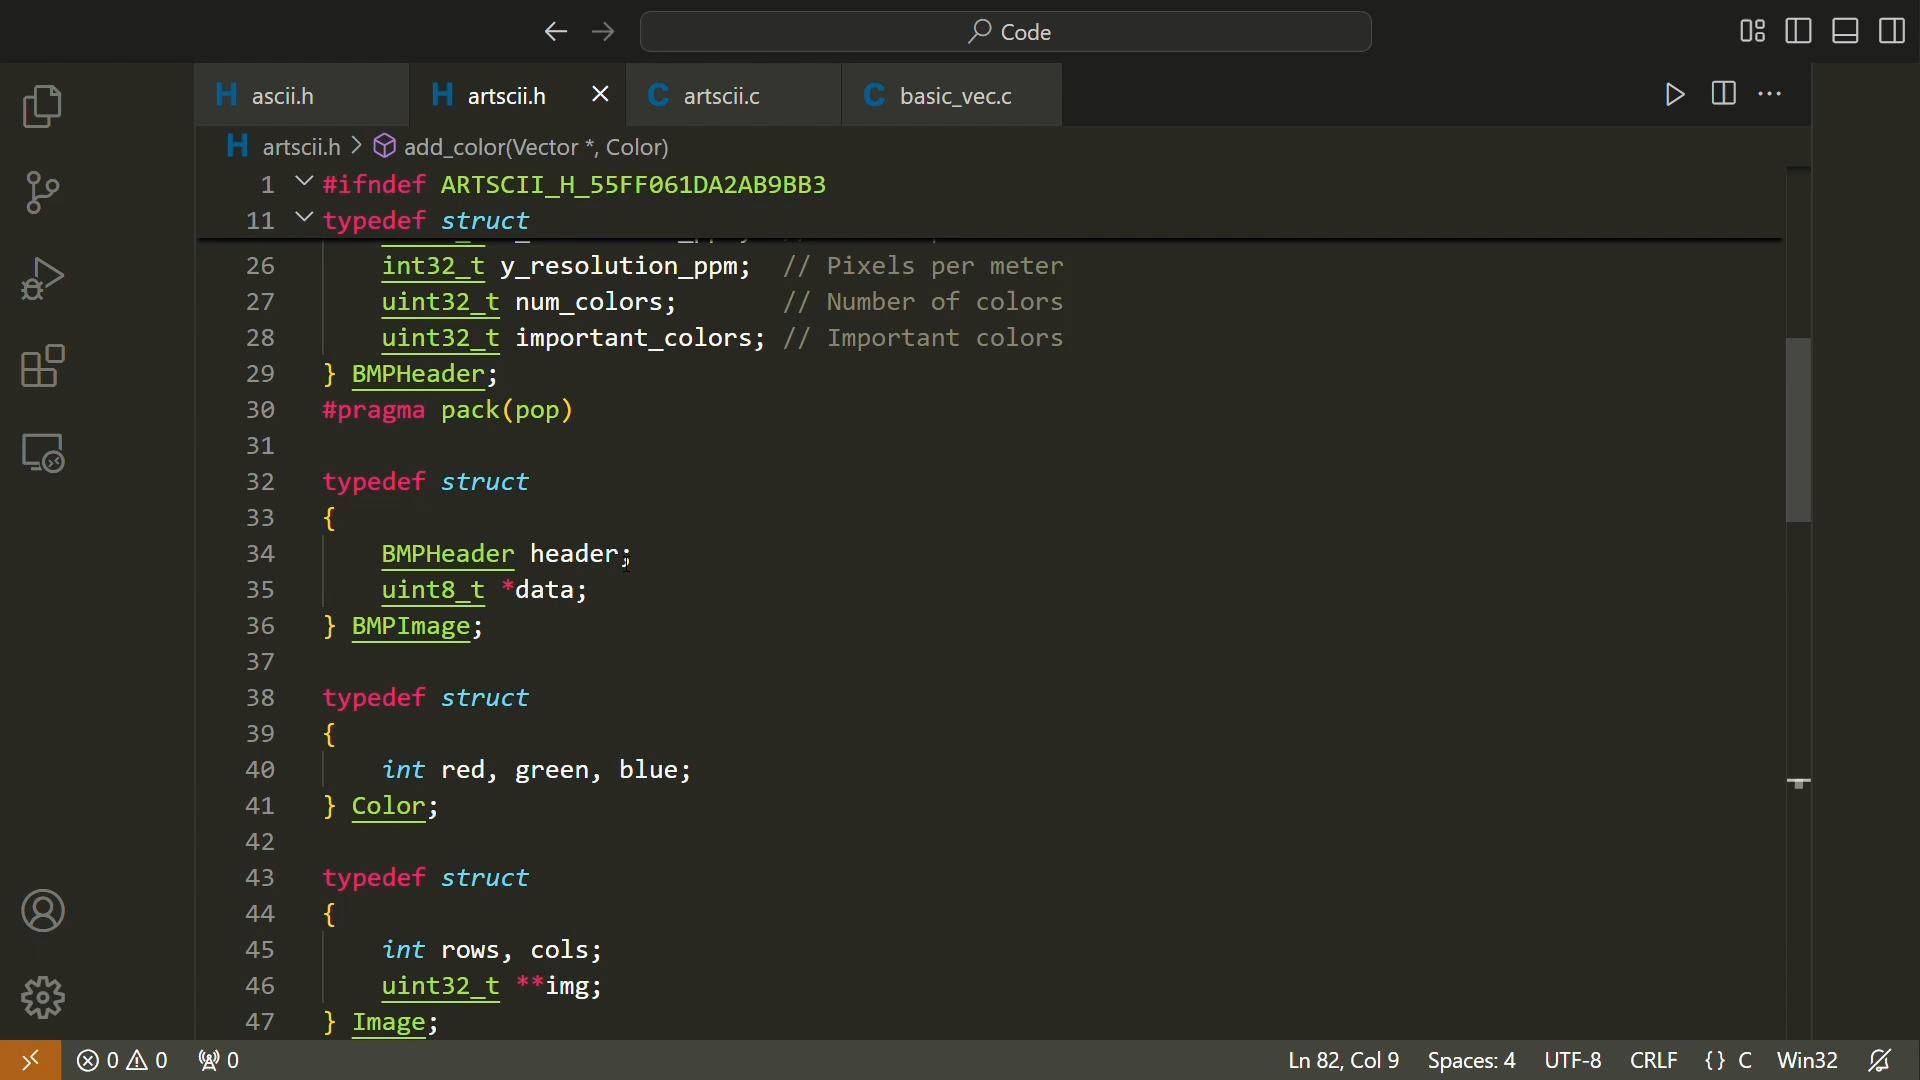 Code
H ascii.h H artscii.h C artscii.c C basic_vec.c
H artscii.h > add_color(Vector *, Color)
1 #ifndef ARTSCII_H_55FF061DA2AB9BB3
11 typedef struct
26 int32_t y_resolution_ppm; // Pixels per meter
27 uint32_t num_colors; // Number of colors
28 uint32_t important_colors; // Important colors
29 } BMPHeader;
30 #pragma pack(pop)
31
32 typedef struct
33 {
34 BMPHeader header;
35 uint8_t *data;
36 } BMPImage;
37
38 typedef struct
39 {
40 int red, green, blue;
41 } Color;
42
43 typedef struct
44 {
45 int rows, cols;
46 uint32_t **img;
47 } Image;
0 0 0 Ln 82, Col 9 Spaces: 4 UTF-8 CRLF {} C Win32